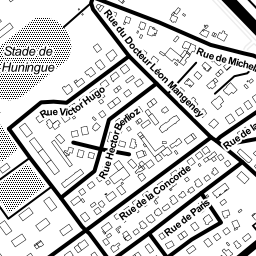 Stade de
Huningue
Rue du Docteur Léon Mangeney
Rue de Michel
Rue Victor Hugo
Rue Hector Berlioz
Rue de la
Rue de la Concorde
Rue de Paris